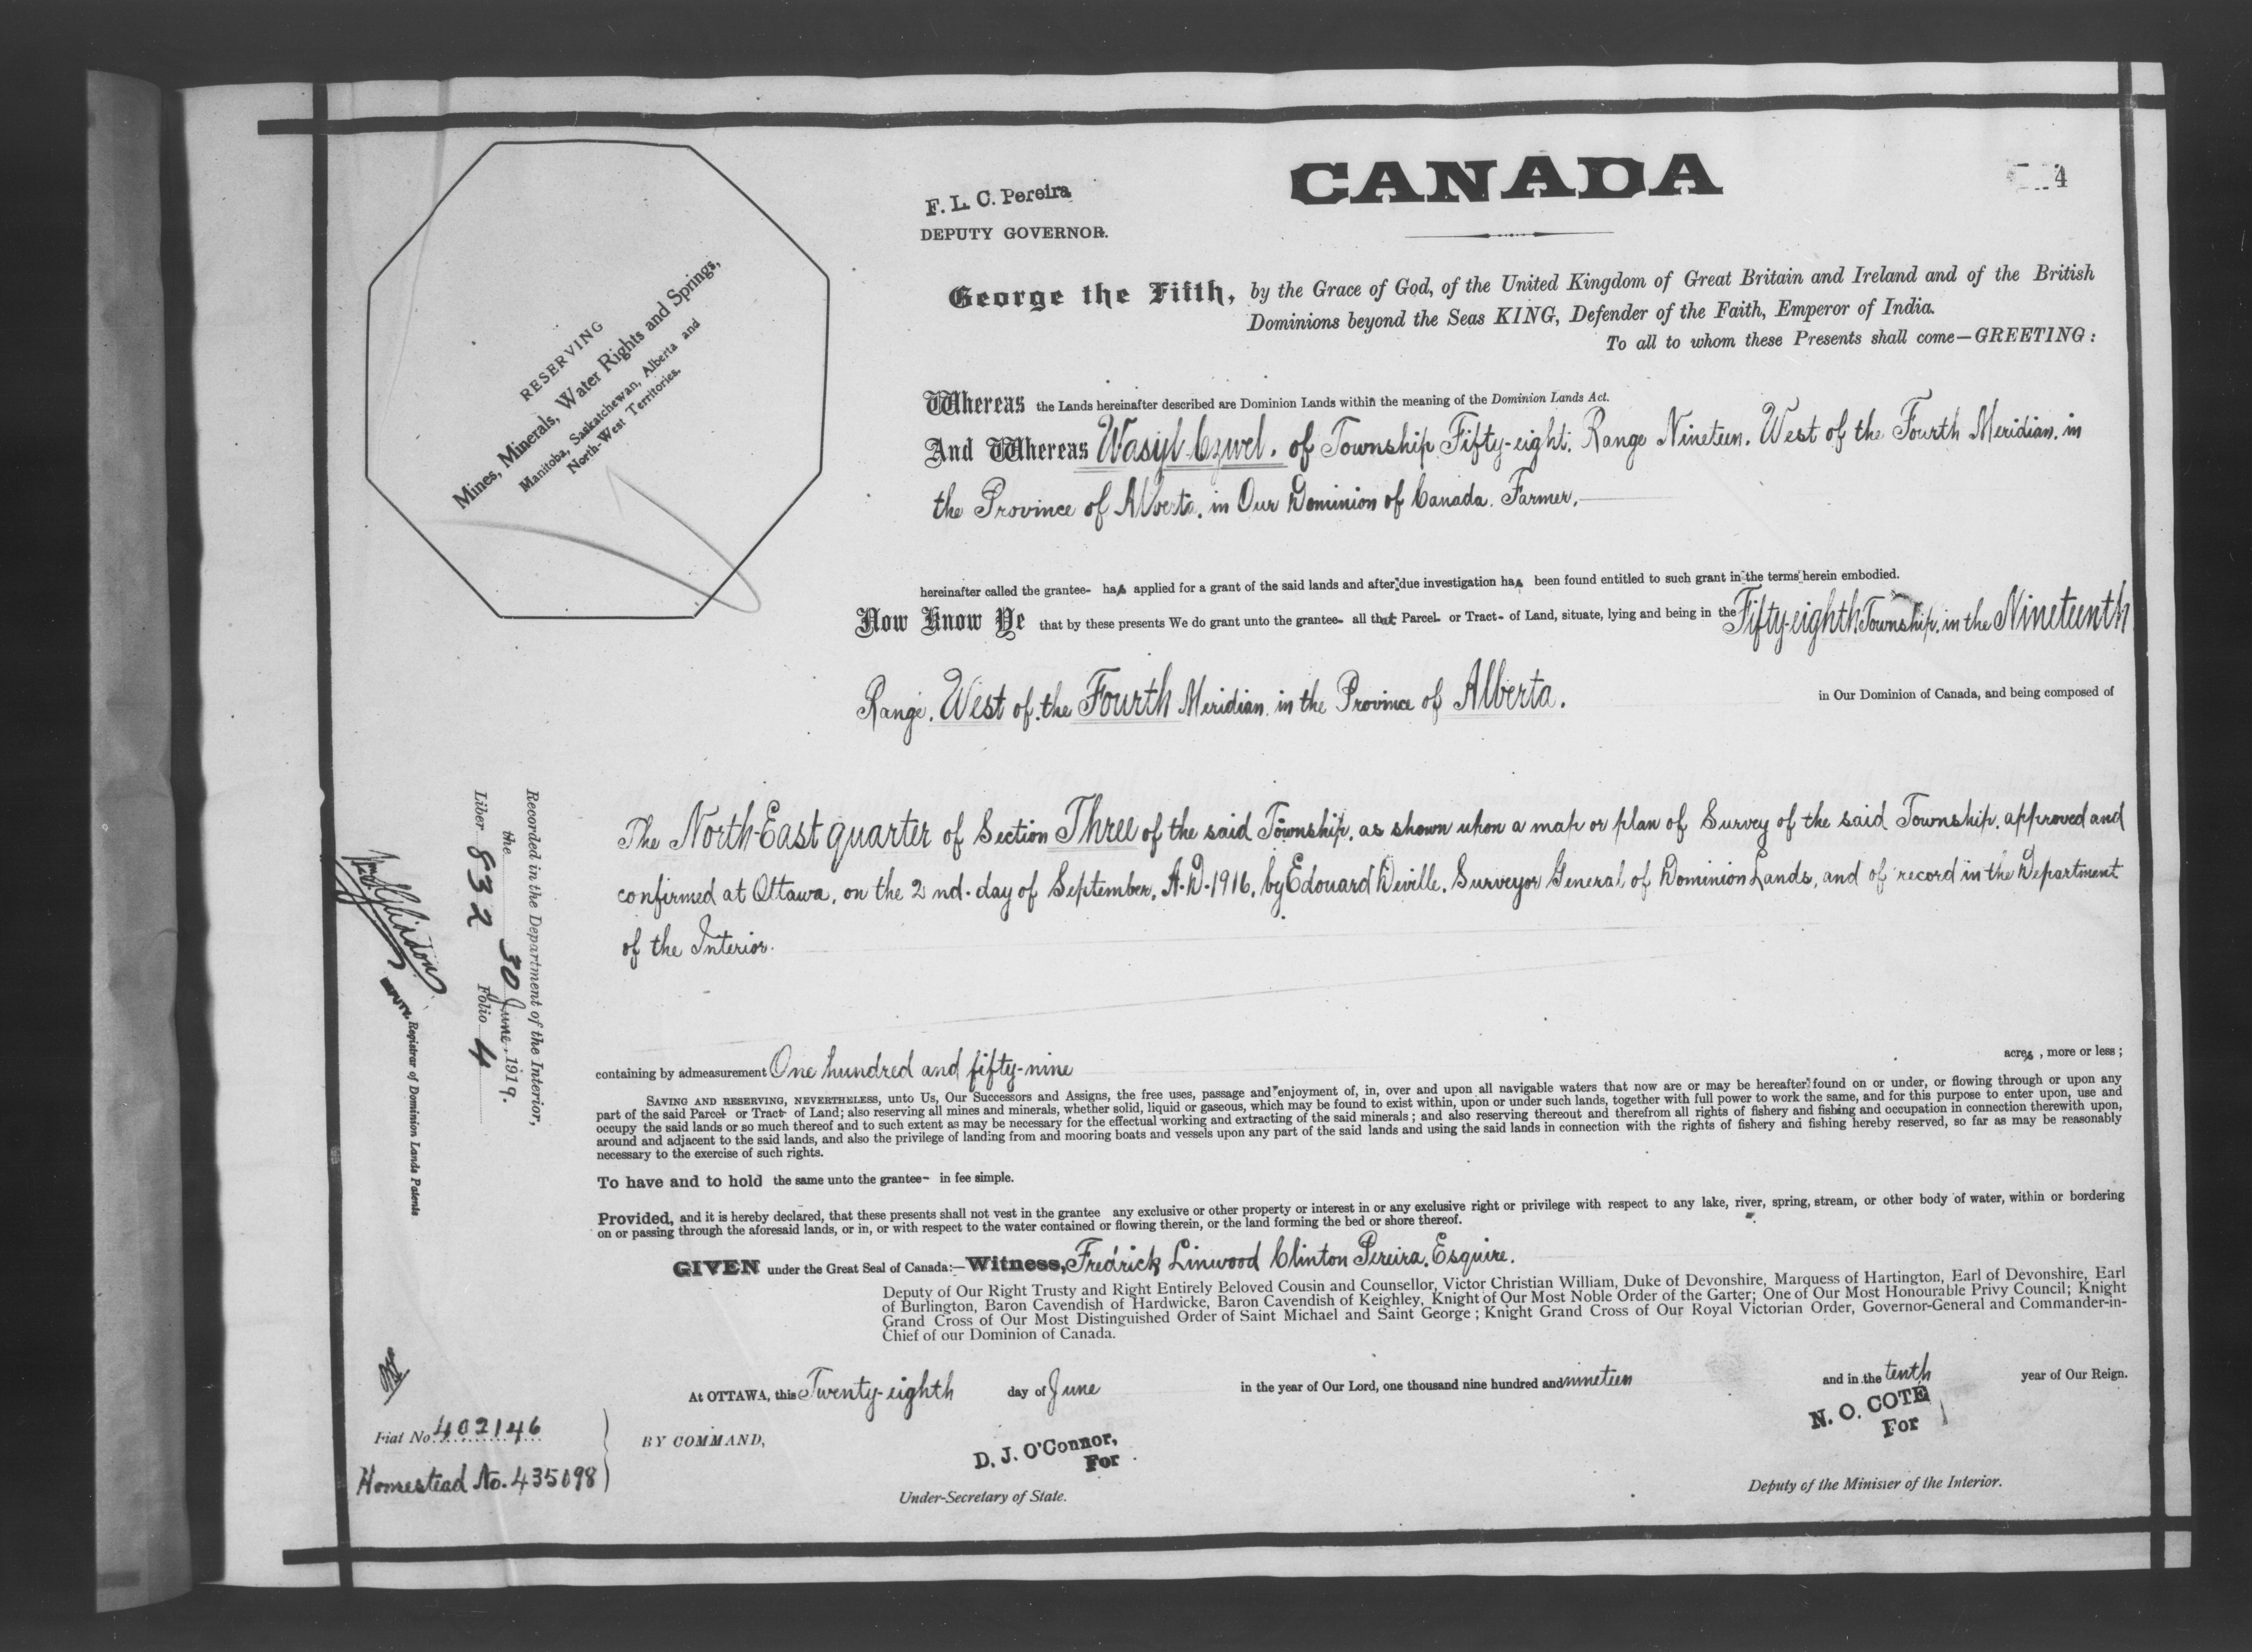 CANADA
4
F. L. C. Pereira
DEPUTY GOVERNOR.
George the Fifth, by the Grace of God, of the United Kingdom of Great Britain and Ireland and of the British
Dominions beyond the Seas KING, Defender of the Faith, Emperor of India.
To all to whom these Presents shall come—GREETING:
RESERVING
Mines, Minerals, Water Rights and Springs,
Manitoba, Saskatchewan, Alberta and
North-West Territories.
Whereas the Lands hereinafter described are Dominion Lands within the meaning of the Dominion Lands Act.
And Whereas Wasyl Czwel. of Township Fifty-eight. Range Nineteen. West of the Fourth Meridian. in
the Province of Alberta. in Our Dominion of Canada. Farmer.
hereinafter called the grantee- has applied for a grant of the said lands and after due investigation has been found entitled to such grant in the terms herein embodied.
Now Know Ye that by these presents We do grant unto the grantee- all that Parcel- or Tract- of Land, situate, lying and being in the Fifty-eighth Township. in the Nineteenth
Range. West of the Fourth Meridian. in the Province of Alberta. in Our Dominion of Canada, and being composed of
The North-East quarter of Section Three of the said Township. as shown upon a map or plan of Survey of the said Township. approved and
confirmed at Ottawa, on the 2nd. day of September, A.D. 1916, by Edouard Deville. Surveyor General of Dominion Lands, and of record in the Department
of the Interior.
containing by admeasurement One hundred and fifty-nine acres , more or less ;
SAVING AND RESERVING, NEVERTHELESS, unto Us, Our Successors and Assigns, the free uses, passage and enjoyment of, in, over and upon all navigable waters that now are or may be hereafter found on or under, or flowing through or upon any
part of the said Parcel- or Tract- of Land; also reserving all mines and minerals, whether solid, liquid or gaseous, which may be found to exist within, upon or under such lands, together with full power to work the same, and for this purpose to enter upon, use and
occupy the said lands or so much thereof and to such extent as may be necessary for the effectual working and extracting of the said minerals ; and also reserving thereout and therefrom all rights of fishery and fishing and occupation in connection therewith upon,
around and adjacent to the said lands, and also the privilege of landing from and mooring boats and vessels upon any part of the said lands and using the said lands in connection with the rights of fishery and fishing hereby reserved, so far as may be reasonably
necessary to the exercise of such rights.
To have and to hold the same unto the grantee- in fee simple.
Provided, and it is hereby declared, that these presents shall not vest in the grantee any exclusive or other property or interest in or any exclusive right or privilege with respect to any lake, river, spring, stream, or other body of water, within or bordering
on or passing through the aforesaid lands, or in, or with respect to the water contained or flowing therein, or the land forming the bed or shore thereof.
GIVEN under the Great Seal of Canada:—Witness, Fredrick Linwood Clinton Pereira, Esquire.
Deputy of Our Right Trusty and Right Entirely Beloved Cousin and Counsellor, Victor Christian William, Duke of Devonshire, Marquess of Hartington, Earl of Devonshire, Earl
of Burlington, Baron Cavendish of Hardwicke, Baron Cavendish of Keighley, Knight of Our Most Noble Order of the Garter; One of Our Most Honourable Privy Council; Knight
Grand Cross of Our Most Distinguished Order of Saint Michael and Saint George ; Knight Grand Cross of Our Royal Victorian Order, Governor-General and Commander-in-
Chief of our Dominion of Canada.
At OTTAWA, this Twenty-eighth day of June in the year of Our Lord, one thousand nine hundred and nineteen and in the tenth year of Our Reign.
BY COMMAND,
D. J. O'Connor,
For
Under-Secretary of State.
N. O. COTE
For
Deputy of the Minister of the Interior.
Recorded in the Department of the Interior,
the 30 June, 1919.
Liber 832 Folio 4
DEPUTY Registrar of Dominion Lands Patents
Fiat No. 402146
Homestead No. 435098